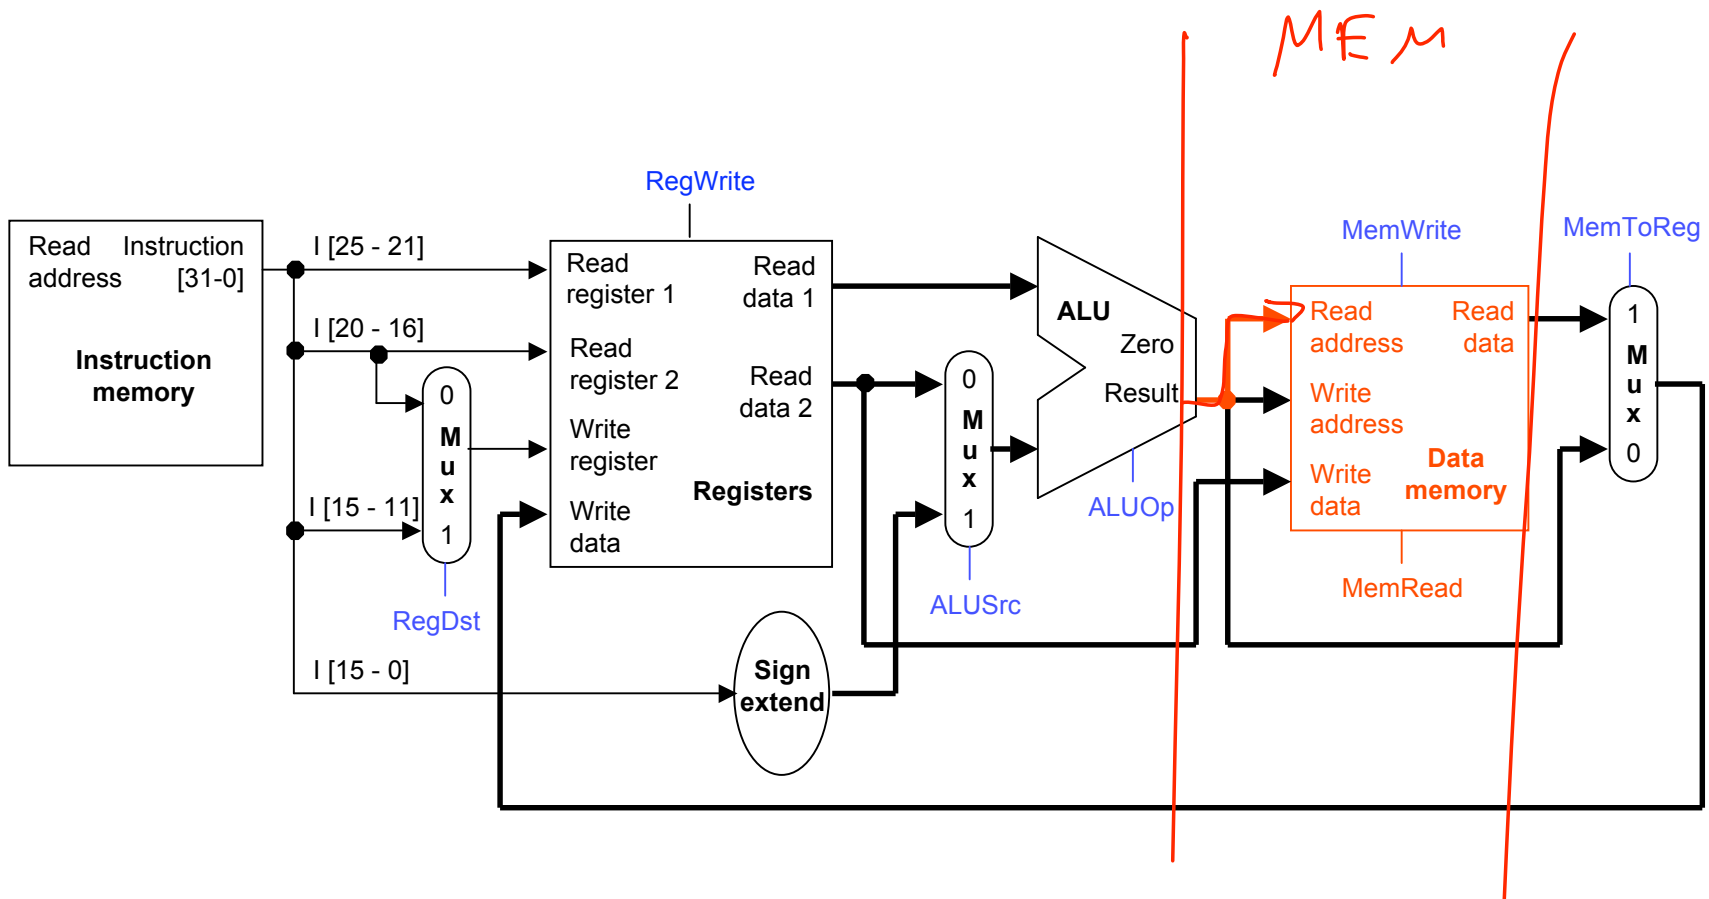 MEM
RegWrite
Read address
Instruction [31-0]
Instruction memory
I [25 - 21]
I [20 - 16]
I [15 - 11]
I [15 - 0]
0
Mux
1
RegDst
Read register 1
Read register 2
Write register
Write data
Read data 1
Read data 2
Registers
Sign extend
0
Mux
1
ALUSrc
ALU
Zero
Result
ALUOp
MemWrite
Read address
Write address
Write data
Read data
Data memory
MemRead
MemToReg
1
Mux
0